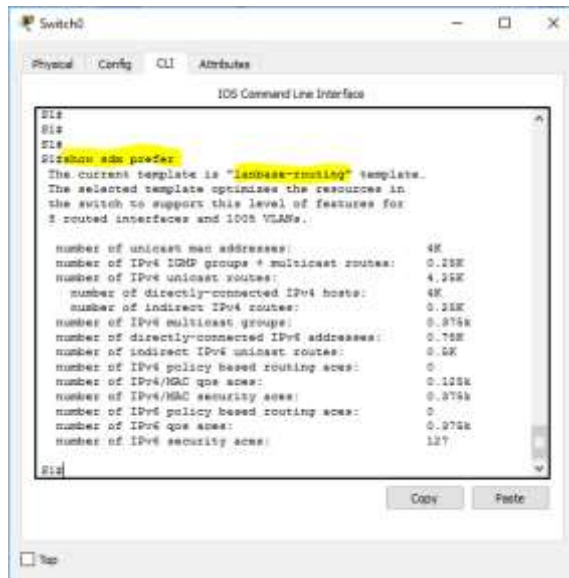 Switch0
Physical Config CLI Attributes
IOS Command Line Interface
S1#
S1#
S1#
S1#show sdm prefer
The current template is "lanbase-routing" template.
The selected template optimizes the resources in
the switch to support this level of features for
8 routed interfaces and 1005 VLANs.
number of unicast mac addresses: 4K
number of IPv4 IGMP groups + multicast routes: 0.25K
number of IPv4 unicast routes: 4.25K
number of directly-connected IPv4 hosts: 4K
number of indirect IPv4 routes: 0.25K
number of IPv6 multicast groups: 0.375k
number of directly-connected IPv6 addresses: 0.75K
number of indirect IPv6 unicast routes: 0.5K
number of IPv4 policy based routing aces: 0
number of IPv4/MAC qos aces: 0.125k
number of IPv4/MAC security aces: 0.375k
number of IPv6 policy based routing aces: 0
number of IPv6 qos aces: 0.375k
number of IPv6 security aces: 127
S1#
Copy Paste
Top